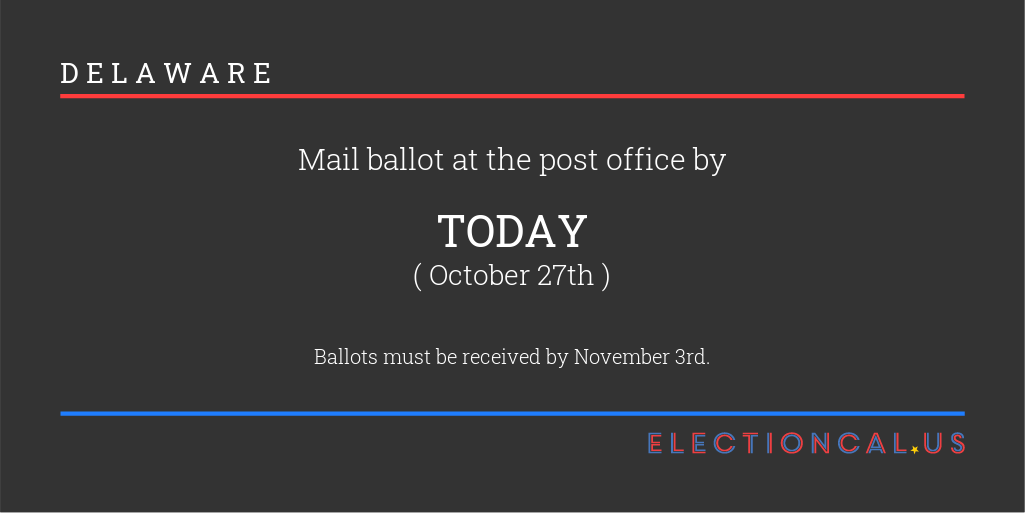 DELAWARE
Mail ballot at the post office by
TODAY
( October 27th )
Ballots must be received by November 3rd.
ELECTIONCAL.US